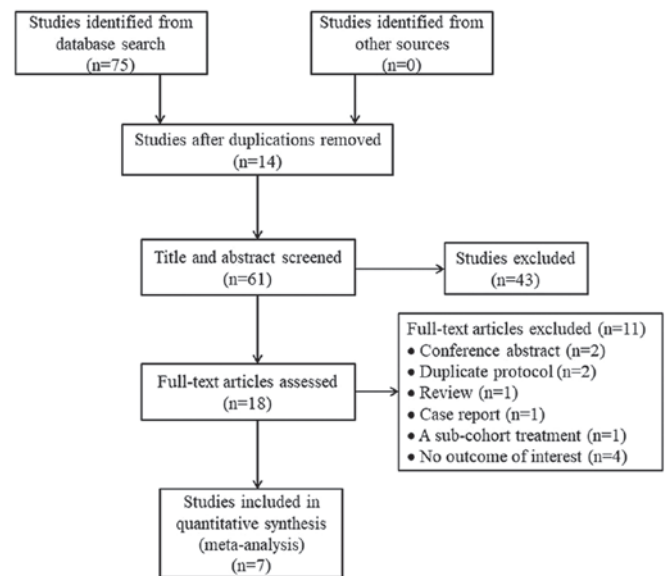 Studies identified from
database search
(n=75)
Studies identified from
other sources
(n=0)
Studies after duplications removed
(n=14)
Title and abstract screened
(n=61)
Studies excluded
(n=43)
Full-text articles assessed
(n=18)
Full-text articles excluded (n=11)
• Conference abstract (n=2)
• Duplicate protocol (n=2)
• Review (n=1)
• Case report (n=1)
• A sub-cohort treatment (n=1)
• No outcome of interest (n=4)
Studies included in
quantitative synthesis
(meta-analysis)
(n=7)